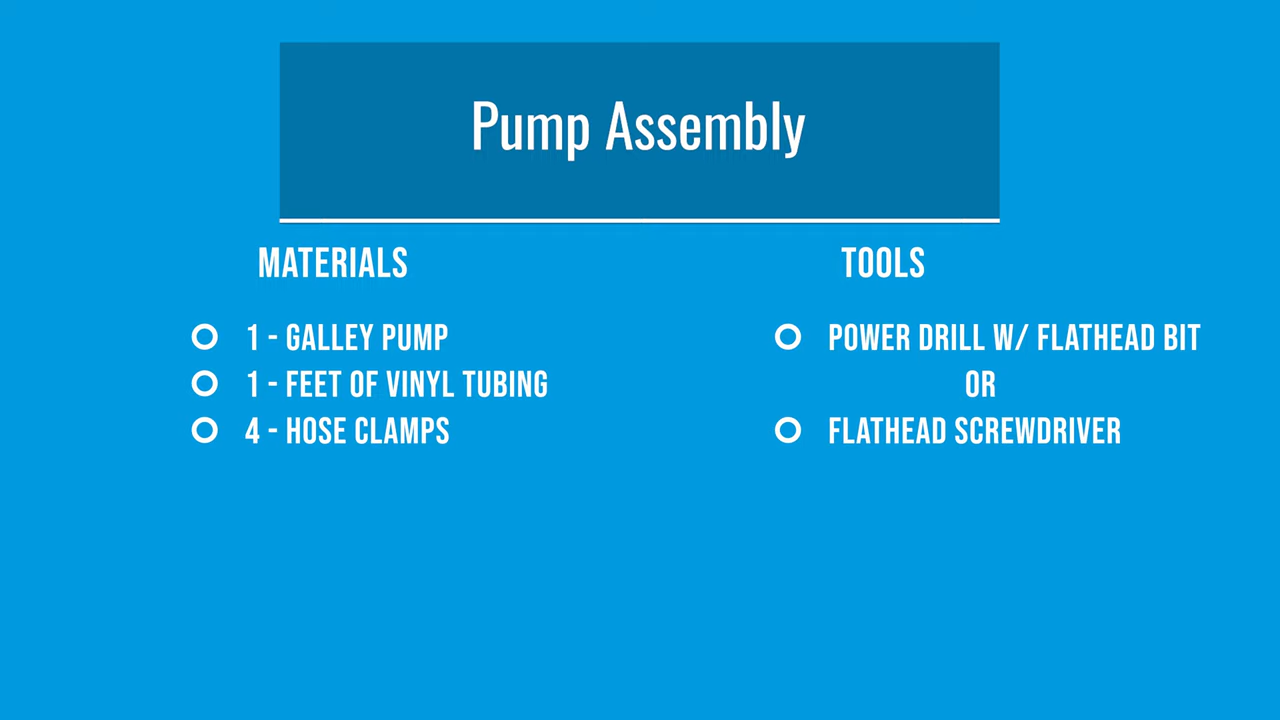 Pump Assembly
MATERIALS
1 - GALLEY PUMP
1 - FEET OF VINYL TUBING
4 - HOSE CLAMPS
TOOLS
POWER DRILL W/ FLATHEAD BIT
OR
FLATHEAD SCREWDRIVER